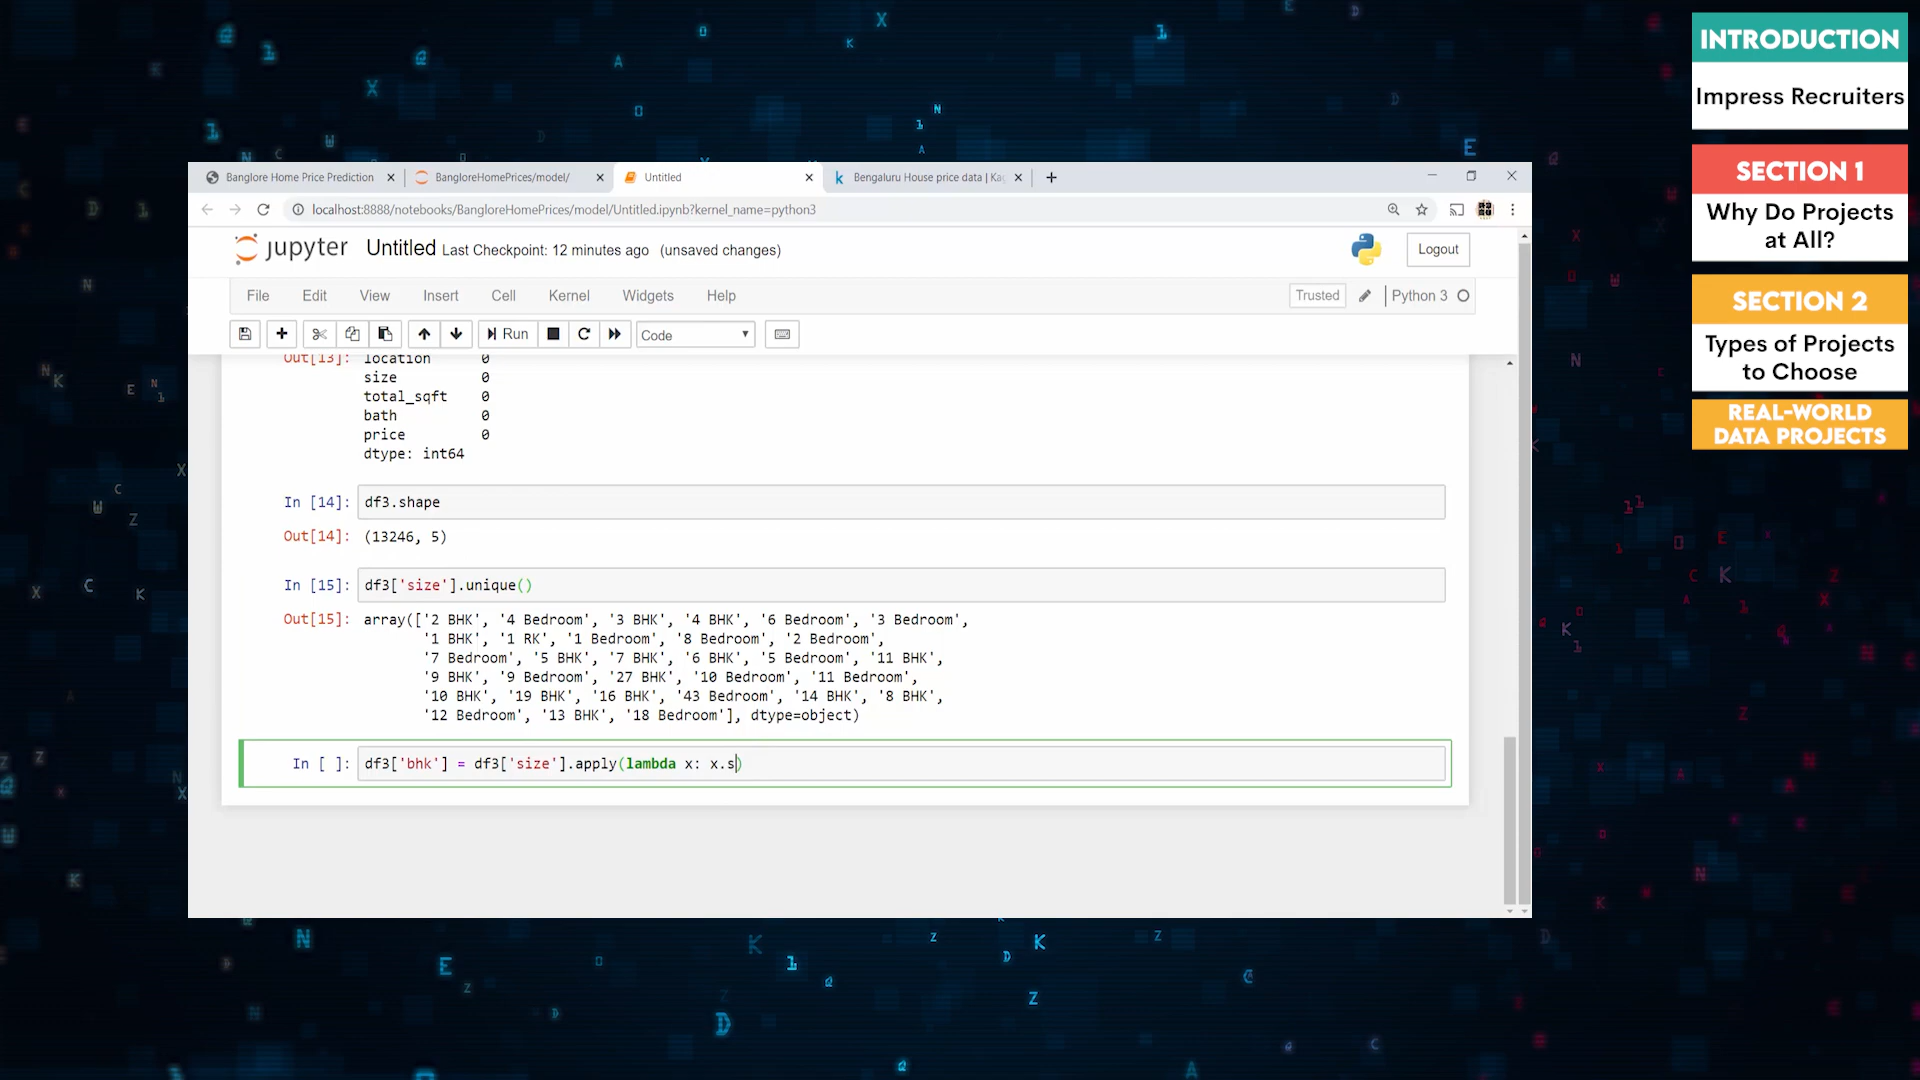 INTRODUCTION
Impress Recruiters
SECTION 1
Why Do Projects
at All?
SECTION 2
Types of Projects
to Choose
REAL-WORLD
DATA PROJECTS
Banglore Home Price Prediction
BangloreHomePrices/model/
Untitled
Bengaluru House price data | Ka
localhost:8888/notebooks/BangloreHomePrices/model/Untitled.ipynb?kernel_name=python3
jupyter Untitled Last Checkpoint: 12 minutes ago (unsaved changes)
Logout
File Edit View Insert Cell Kernel Widgets Help
Trusted Python 3
Run Code
Out[13]: location 0
size 0
total_sqft 0
bath 0
price 0
dtype: int64
In [14]: df3.shape
Out[14]: (13246, 5)
In [15]: df3['size'].unique()
Out[15]: array(['2 BHK', '4 Bedroom', '3 BHK', '4 BHK', '6 Bedroom', '3 Bedroom',
'1 BHK', '1 RK', '1 Bedroom', '8 Bedroom', '2 Bedroom',
'7 Bedroom', '5 BHK', '7 BHK', '6 BHK', '5 Bedroom', '11 BHK',
'9 BHK', '9 Bedroom', '27 BHK', '10 Bedroom', '11 Bedroom',
'10 BHK', '19 BHK', '16 BHK', '43 Bedroom', '14 BHK', '8 BHK',
'12 Bedroom', '13 BHK', '18 Bedroom'], dtype=object)
In [ ]: df3['bhk'] = df3['size'].apply(lambda x: x.s)